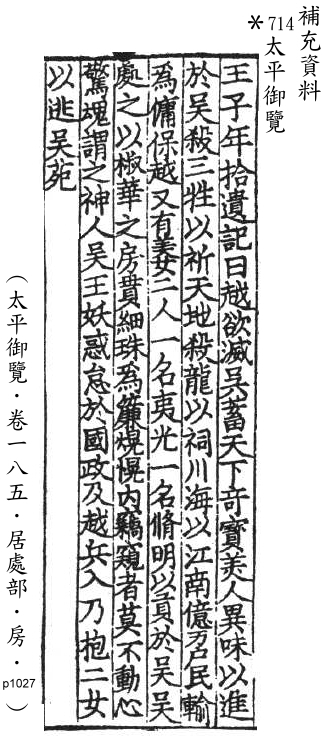 補充資料
*714太平御覽
王子年拾遺記曰越欲滅吳畜天下奇寶美人異味以進
於吳殺三牲以祈天地殺龍以祠川海以江南億万户民輸
為傭保越又有美女二人一名夷光一名脩明以貢於吳吳
處之以椒華之房貫細珠為簾幌内竊窺者莫不動心
驚魂謂之神人吳王妖惑怠於國政及越兵入乃抱二女
以逃吳苑
（太平御覽·卷一八五·居處部·房·p1027）